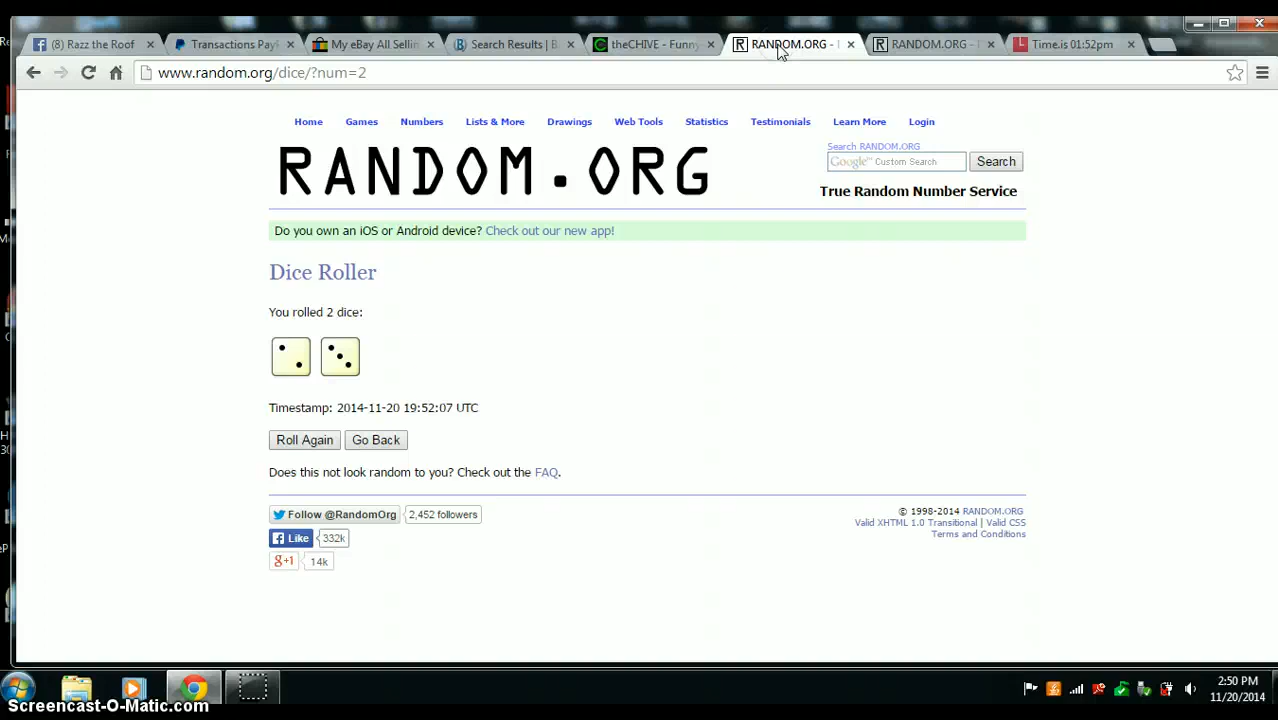 (8) Razz the Roof
Transactions Payl
My eBay All Sellin
Search Results | B
theCHIVE - Funny
RANDOM.ORG -
RANDOM.ORG -
Time.is 01:52pm
www.random.org/dice/?num=2
Home Games Numbers Lists & More Drawings Web Tools Statistics Testimonials Learn More Login
RANDOM.ORG
Search RANDOM.ORG
Google™ Custom Search Search
True Random Number Service
Do you own an iOS or Android device? Check out our new app!
Dice Roller
You rolled 2 dice:
Timestamp: 2014-11-20 19:52:07 UTC
Roll Again Go Back
Does this not look random to you? Check out the FAQ.
Follow @RandomOrg 2,452 followers
Like 332k
g+1 14k
© 1998-2014 RANDOM.ORG
Valid XHTML 1.0 Transitional | Valid CSS
Terms and Conditions
2:50 PM
11/20/2014
Screencast-O-Matic.com